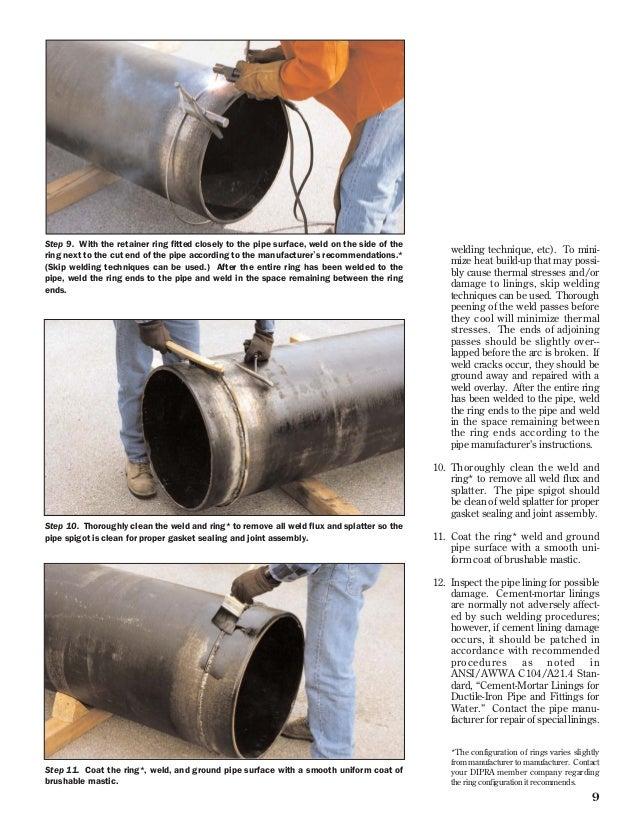 Step 9. With the retainer ring fitted closely to the pipe surface, weld on the side of the
ring next to the cut end of the pipe according to the manufacturer's recommendations.*
(Skip welding techniques can be used.) After the entire ring has been welded to the
pipe, weld the ring ends to the pipe and weld in the space remaining between the ring
ends.
Step 10. Thoroughly clean the weld and ring* to remove all weld flux and splatter so the
pipe spigot is clean for proper gasket sealing and joint assembly.
Step 11. Coat the ring*, weld, and ground pipe surface with a smooth uniform coat of
brushable mastic.
welding technique, etc). To mini-
mize heat build-up that may possi-
bly cause thermal stresses and/or
damage to linings, skip welding
techniques can be used. Thorough
peening of the weld passes before
they cool will minimize thermal
stresses. The ends of adjoining
passes should be slightly over--
lapped before the arc is broken. If
weld cracks occur, they should be
ground away and repaired with a
weld overlay. After the entire ring
has been welded to the pipe, weld
the ring ends to the pipe and weld
in the space remaining between
the ring ends according to the
pipe manufacturer's instructions.
10. Thoroughly clean the weld and
ring* to remove all weld flux and
splatter. The pipe spigot should
be clean of weld splatter for proper
gasket sealing and joint assembly.
11. Coat the ring* weld and ground
pipe surface with a smooth uni-
form coat of brushable mastic.
12. Inspect the pipe lining for possible
damage. Cement-mortar linings
are normally not adversely affect-
ed by such welding procedures;
however, if cement lining damage
occurs, it should be patched in
accordance with recommended
procedures as noted in
ANSI/AWWA C104/A21.4 Stan-
dard, “Cement-Mortar Linings for
Ductile-Iron Pipe and Fittings for
Water.” Contact the pipe manu-
facturer for repair of special linings.
*The configuration of rings varies slightly
from manufacturer to manufacturer. Contact
your DIPRA member company regarding
the ring configuration it recommends.
9